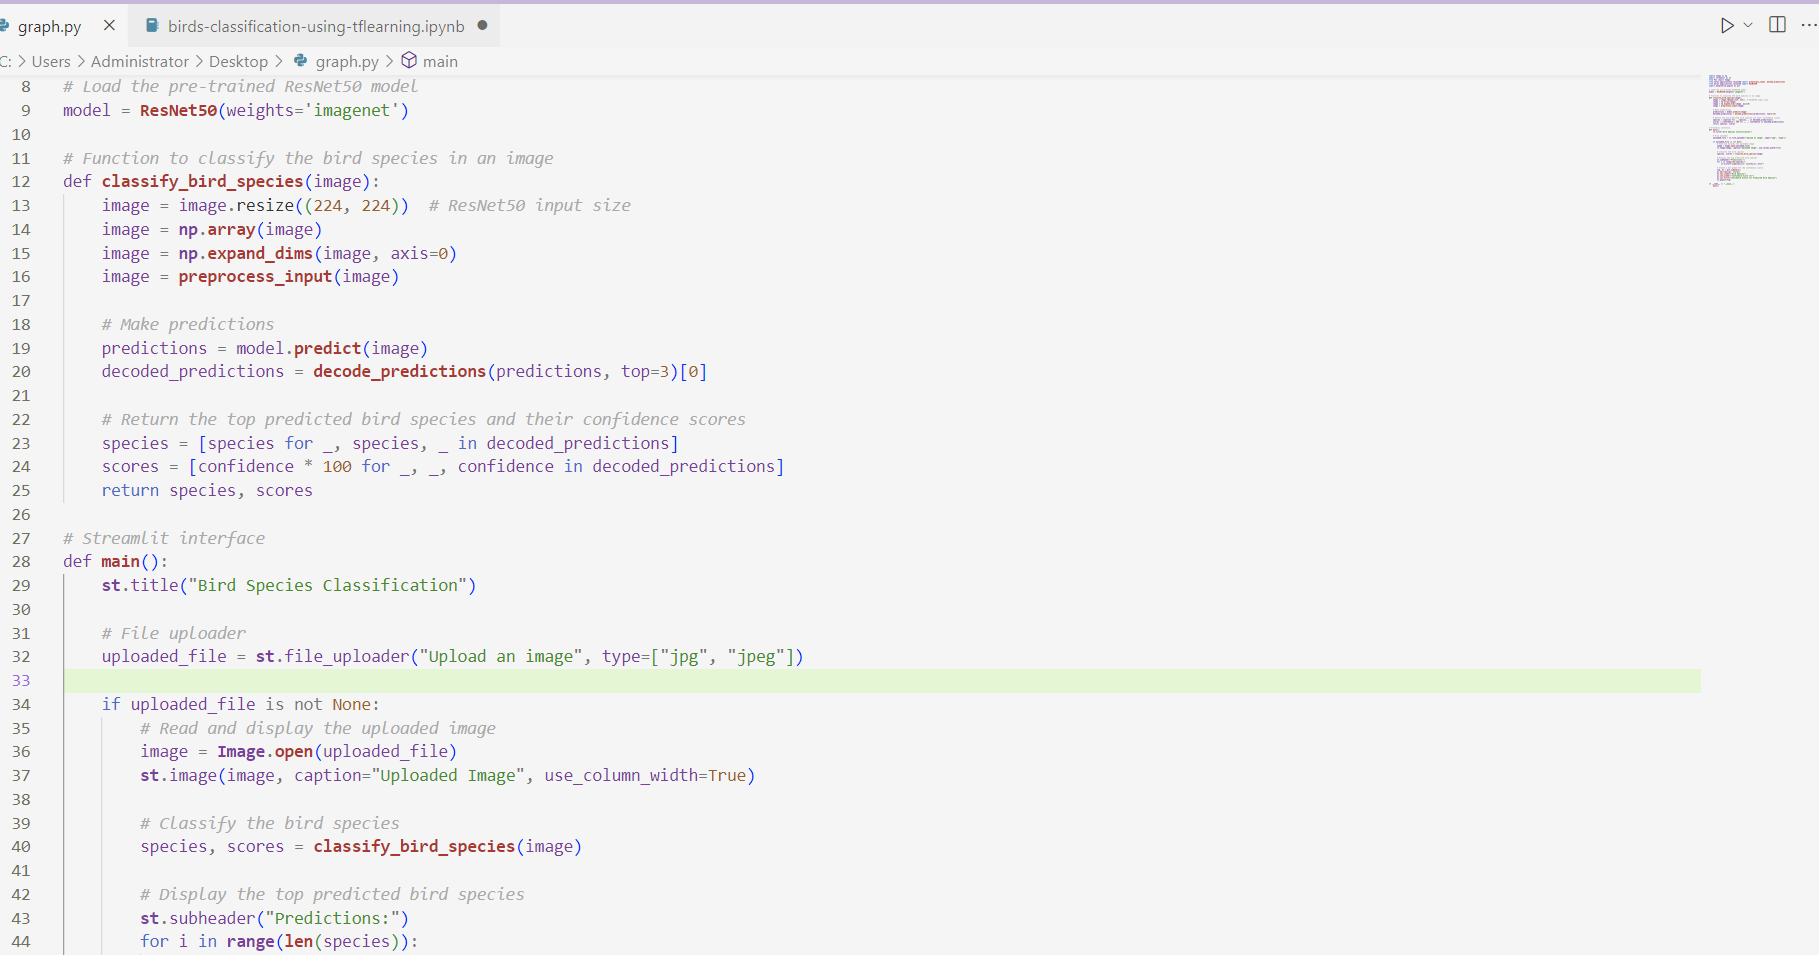 graph.py birds-classification-using-tflearning.ipynb
C: > Users > Administrator > Desktop > graph.py > main
8 # Load the pre-trained ResNet50 model
9 model = ResNet50(weights='imagenet')
10
11 # Function to classify the bird species in an image
12 def classify_bird_species(image):
13     image = image.resize((224, 224))  # ResNet50 input size
14     image = np.array(image)
15     image = np.expand_dims(image, axis=0)
16     image = preprocess_input(image)
17
18     # Make predictions
19     predictions = model.predict(image)
20     decoded_predictions = decode_predictions(predictions, top=3)[0]
21
22     # Return the top predicted bird species and their confidence scores
23     species = [species for _, species, _ in decoded_predictions]
24     scores = [confidence * 100 for _, _, confidence in decoded_predictions]
25     return species, scores
26
27 # Streamlit interface
28 def main():
29     st.title("Bird Species Classification")
30
31     # File uploader
32     uploaded_file = st.file_uploader("Upload an image", type=["jpg", "jpeg"])
33
34     if uploaded_file is not None:
35         # Read and display the uploaded image
36         image = Image.open(uploaded_file)
37         st.image(image, caption="Uploaded Image", use_column_width=True)
38
39         # Classify the bird species
40         species, scores = classify_bird_species(image)
41
42         # Display the top predicted bird species
43         st.subheader("Predictions:")
44         for i in range(len(species)):